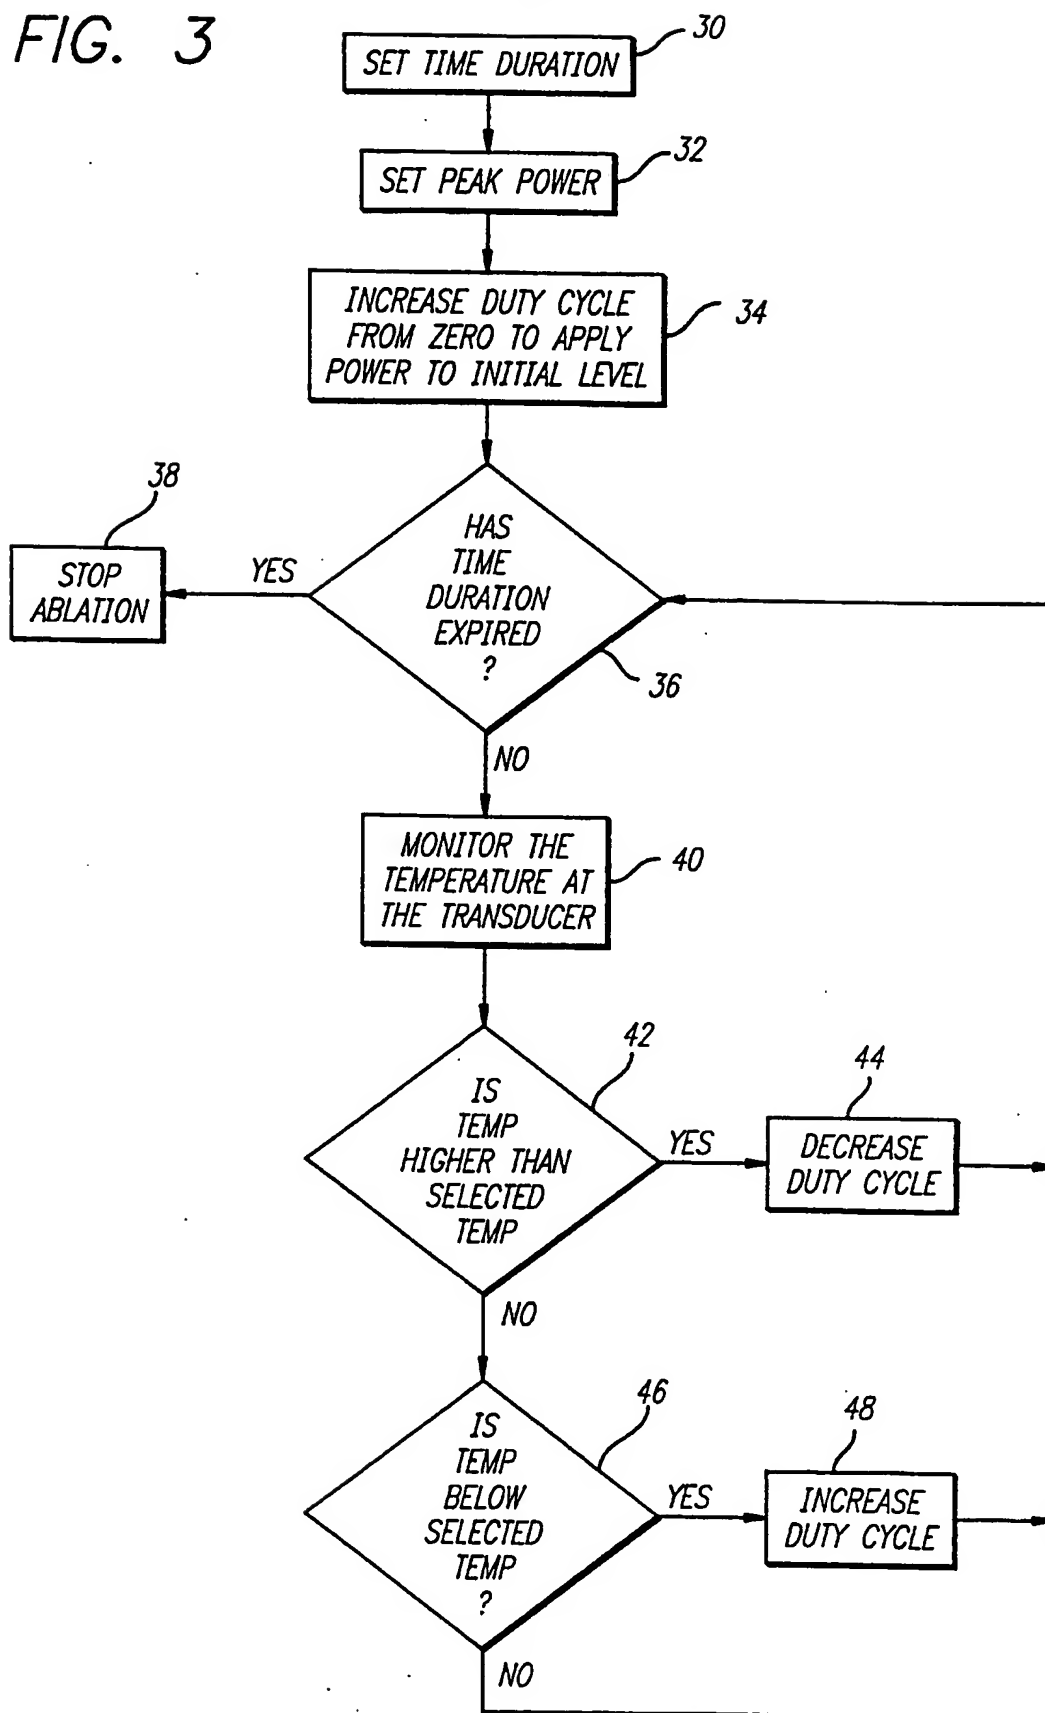 FIG. 3
30
SET TIME DURATION
32
SET PEAK POWER
34
INCREASE DUTY CYCLE
FROM ZERO TO APPLY
POWER TO INITIAL LEVEL
38
STOP
ABLATION
YES
HAS
TIME
DURATION
EXPIRED
?
36
NO
MONITOR THE
TEMPERATURE AT
THE TRANSDUCER
40
42
IS
TEMP
HIGHER THAN
SELECTED
TEMP
YES
44
DECREASE
DUTY CYCLE
NO
46
IS
TEMP
BELOW
SELECTED
TEMP
?
YES
48
INCREASE
DUTY CYCLE
NO